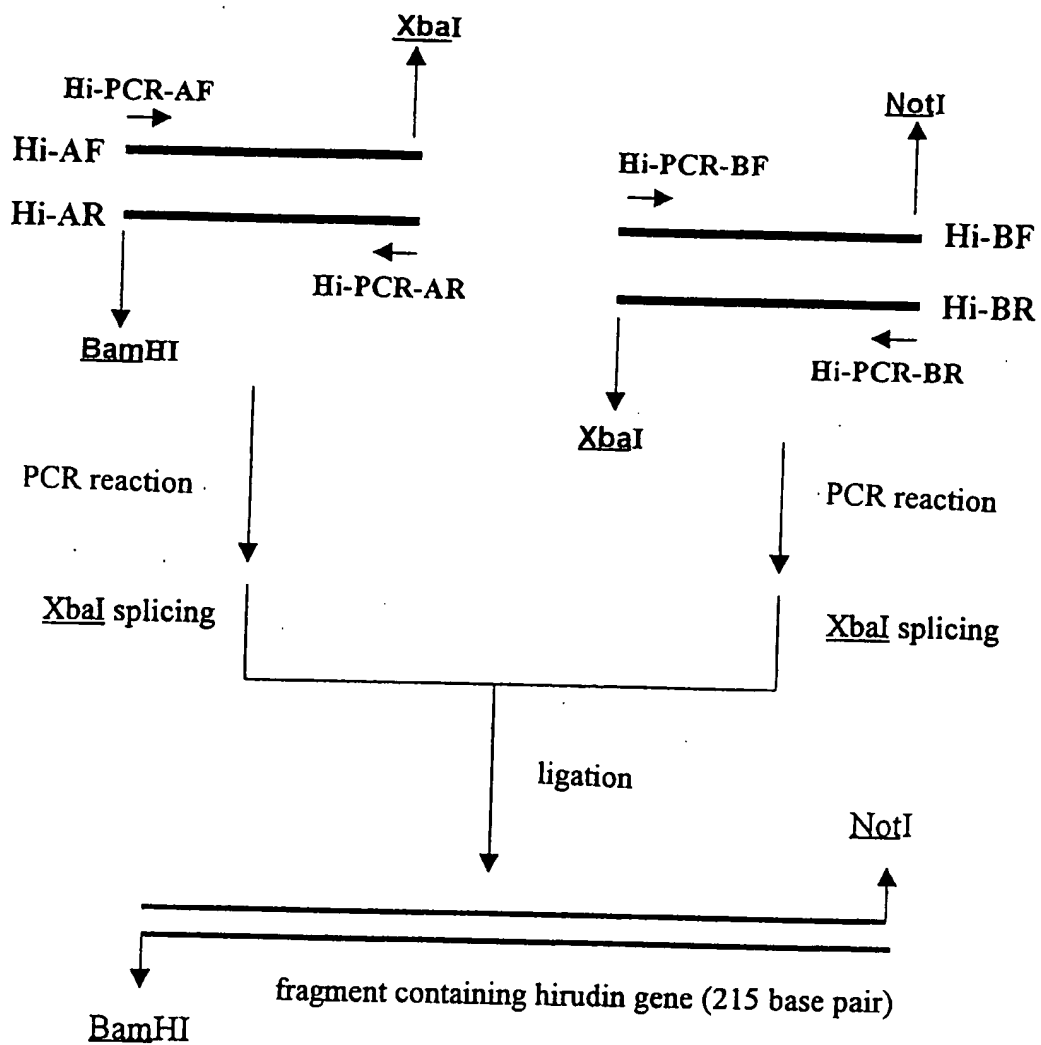 XbaI
Hi-PCR-AF
NotI
Hi-AF
Hi-PCR-BF
Hi-AR
Hi-BF
Hi-PCR-AR
Hi-BR
BamHI
Hi-PCR-BR
XbaI
PCR reaction
PCR reaction
XbaI splicing
XbaI splicing
ligation
NotI
fragment containing hirudin gene (215 base pair)
BamHI